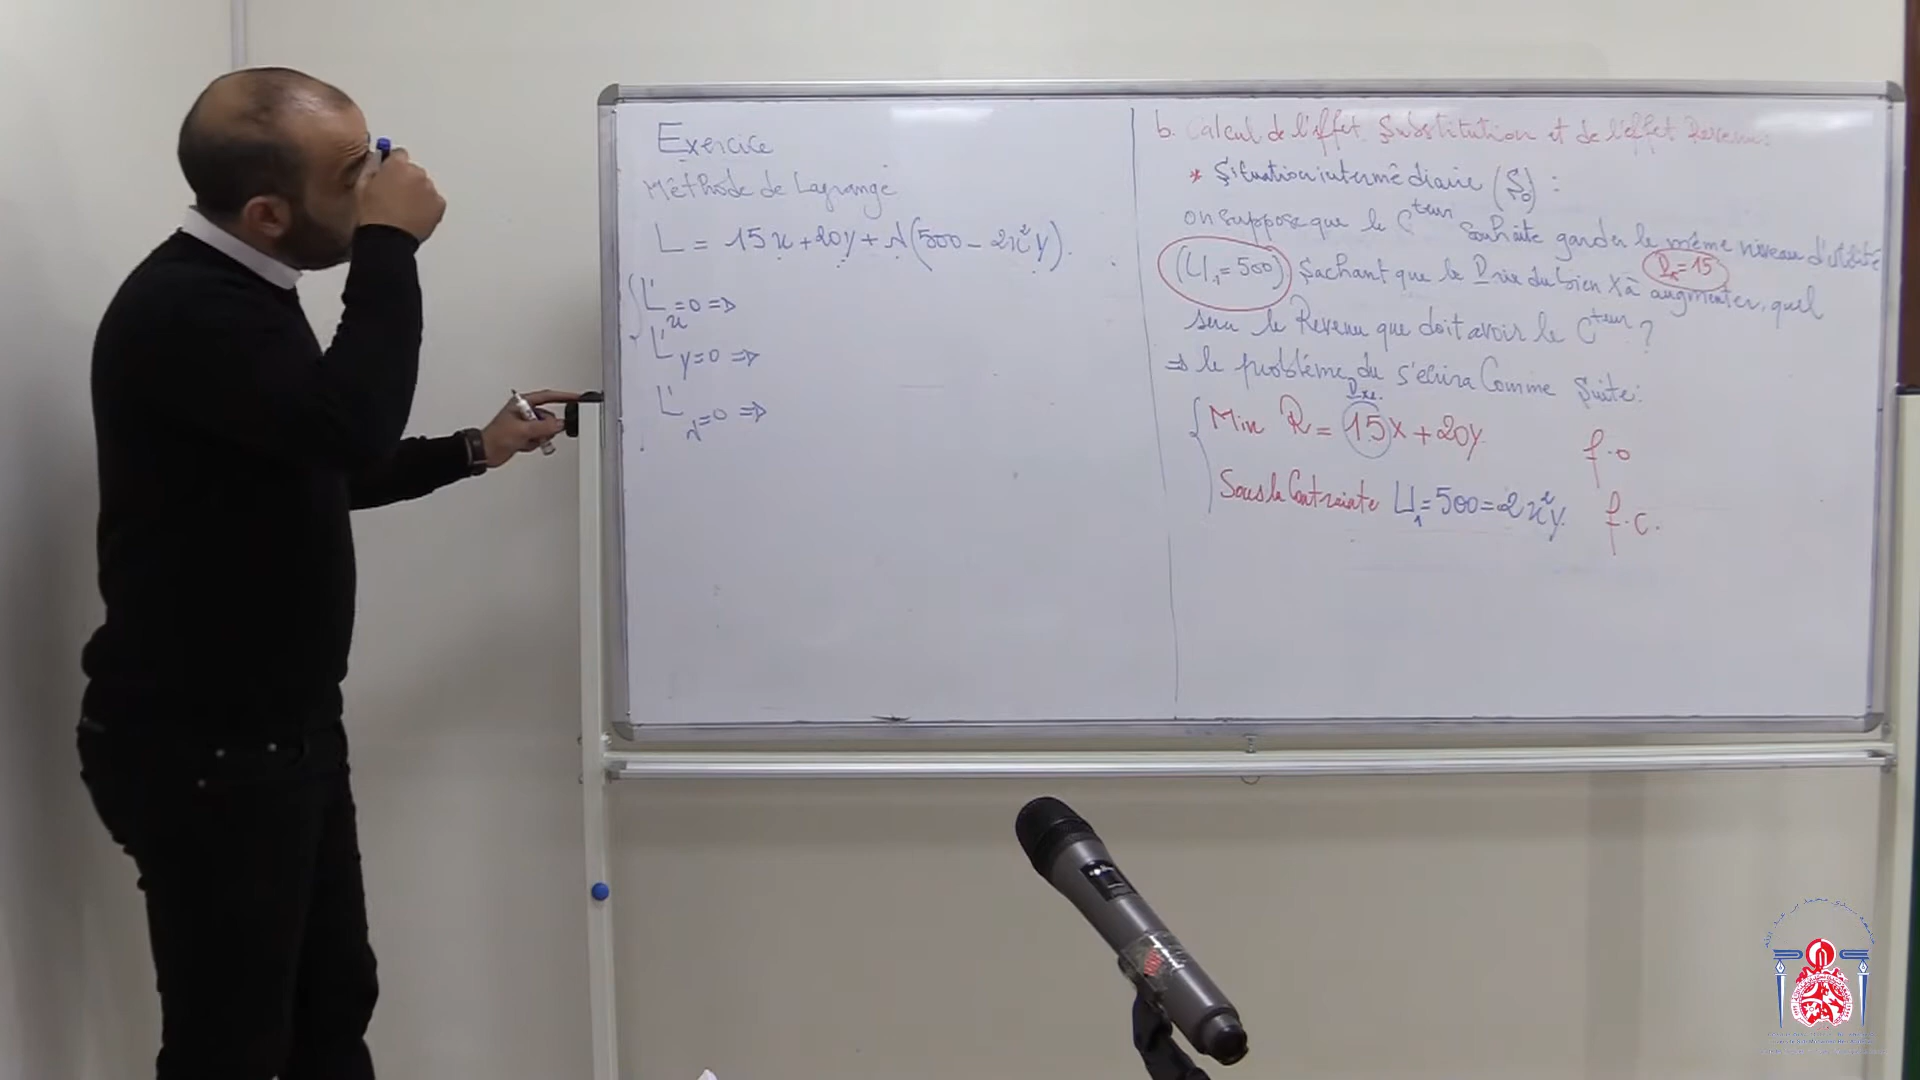 Exercice
Méthode de Lagrange
L = 15x + 20y + λ(500 - 2x²y).
L'x = 0 =>
L'y = 0 =>
L'λ = 0 =>
b. Calcul de l'effet Substitution et de l'effet Revenu:
* Situation intermédiaire (S₀) :
on suppose que le Cteur souhaite garder le même niveau d'utilité
(U₁ = 500) Sachant que le Prix du bien X à augmenter, quel
Px=15
sera le Revenu que doit avoir le Cteur ?
=> le problème du s'écrira Comme Suite:
Min R = 15x + 20y f.o
Sous la Contrainte U₁ = 500 = 2x²y. f.c.